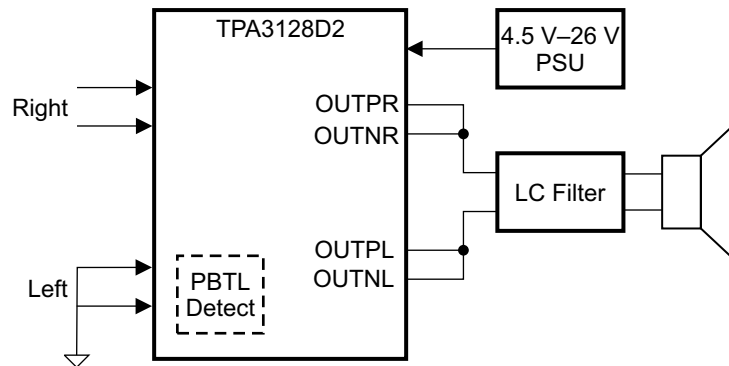 TPA3128D2
4.5 V–26 V
PSU
Right
OUTPR
OUTNR
LC Filter
OUTPL
OUTNL
Left
PBTL
Detect